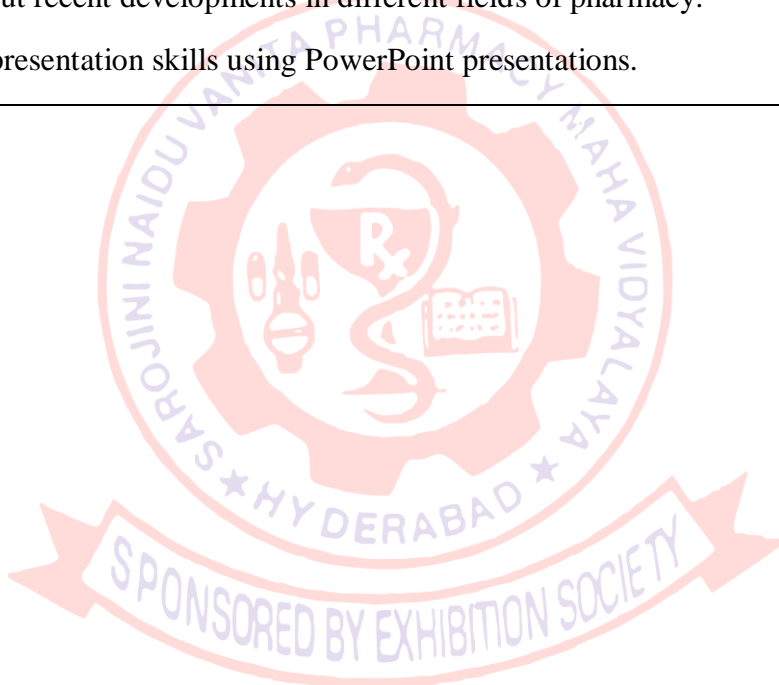 ut recent developments in different fields of pharmacy.
presentation skills using PowerPoint presentations.
SAROJINI NAIDU VANITA PHARMACY MAHA VIDYALAYA
★ HYDERABAD ★
Rx
SPONSORED BY EXHIBITION SOCIETY